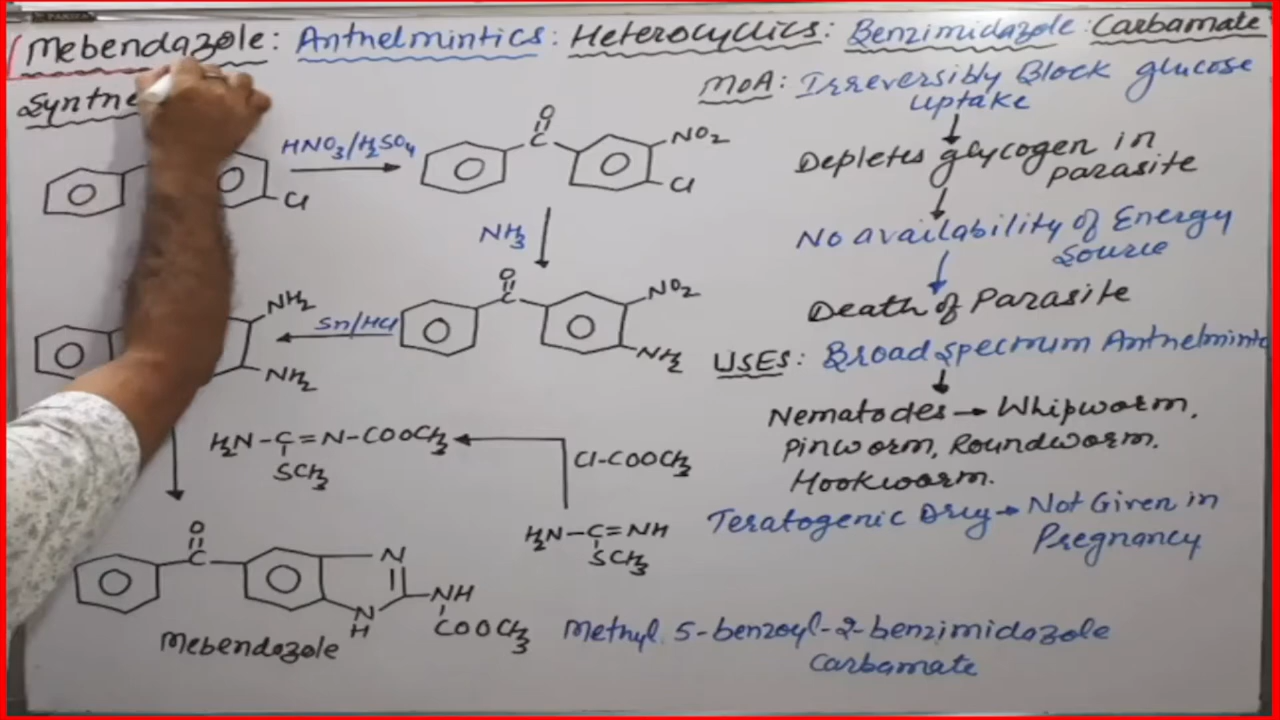 Mebendazole: Anthelmintics: Heterocyclics: Benzimidazole: Carbamate
MOA: Irreversibly Block glucose
uptake
Depletes glycogen in
parasite
No availability of Energy
Source
Death of Parasite
USES: Broad spectrum
Nematodes → Whipworm,
Pinworm, Roundworm.
Hookworm.
Teratogenic Drug → Not Given in
Pregnancy
HNO3/H2SO4
Cl
O
C
NO2
Cl
NH3
O
C
NO2
NH2
Sn/HCl
NH2
NH2
H2N-C=N-COOCH3
SCH3
Cl-COOCH3
H2N-C=NH
SCH3
O
C
N
N
H
NH
COOCH3
Mebendazole
Methyl 5-benzoyl-2-benzimidazole
carbamate